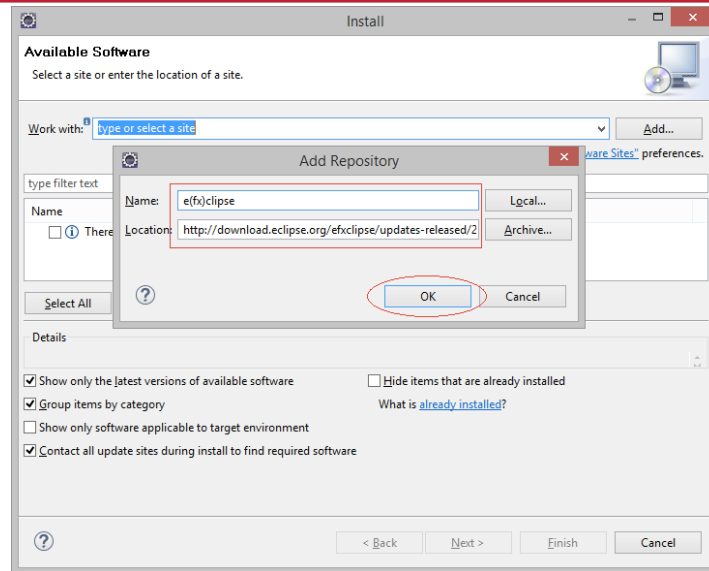 Install
Available Software
Select a site or enter the location of a site.
Work with: type or select a site Add...
ware Sites" preferences.
Add Repository
type filter text
Name: e(fx)clipse Local...
Name
There
Location: http://download.eclipse.org/efxclipse/updates-released/2 Archive...
OK Cancel
Select All
Details
Show only the latest versions of available software Hide items that are already installed
Group items by category What is already installed?
Show only software applicable to target environment
Contact all update sites during install to find required software
< Back Next > Finish Cancel